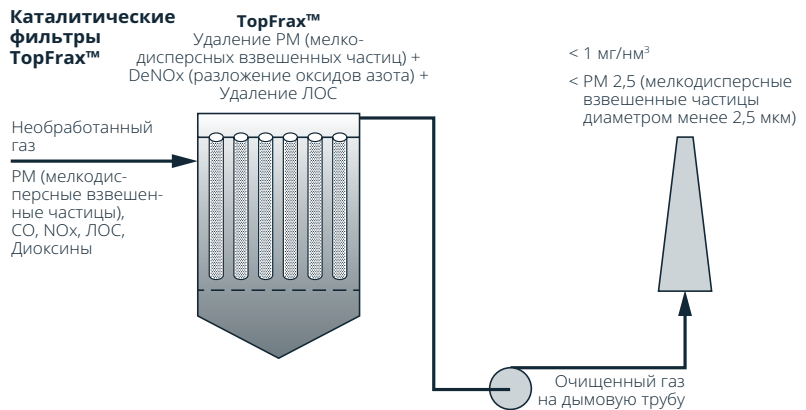 Каталитические
фильтры
TopFrax™
TopFrax™
Удаление PM (мелко-
дисперсных взвешенных частиц) +
DeNOx (разложение оксидов азота) +
Удаление ЛОС
Необработанный
газ
PM (мелкодис-
персные взвешен-
ные частицы),
CO, NOx, ЛОС,
Диоксины
< 1 мг/нм³
< PM 2,5 (мелкодисперсные
взвешенные частицы
диаметром менее 2,5 мкм)
Очищенный газ
на дымовую трубу